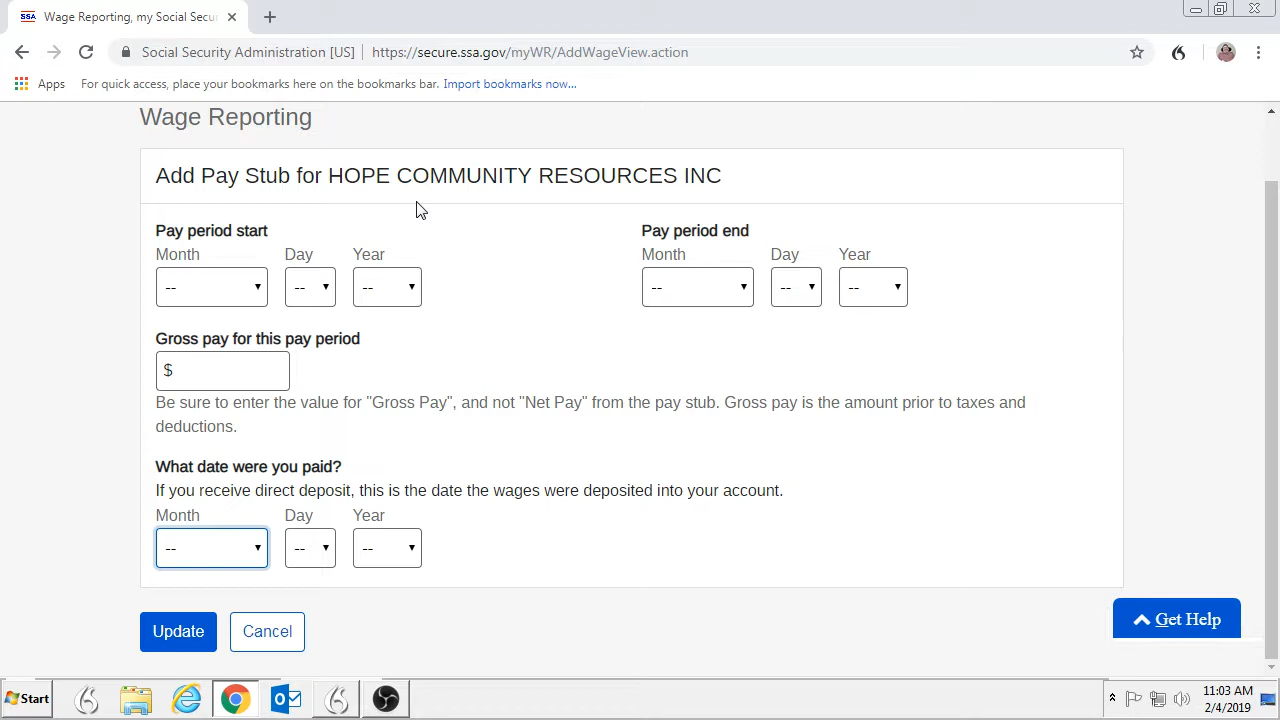 SSA Wage Reporting, my Social Secu
Social Security Administration [US] https://secure.ssa.gov/myWR/AddWageView.action
Apps For quick access, place your bookmarks here on the bookmarks bar. Import bookmarks now...
Wage Reporting
Add Pay Stub for HOPE COMMUNITY RESOURCES INC
Pay period start Pay period end
Month Day Year Month Day Year
-- -- -- -- -- --
Gross pay for this pay period
$
Be sure to enter the value for "Gross Pay", and not "Net Pay" from the pay stub. Gross pay is the amount prior to taxes and
deductions.
What date were you paid?
If you receive direct deposit, this is the date the wages were deposited into your account.
Month Day Year
-- -- --
Update Cancel
Get Help
Start 11:03 AM
2/4/2019